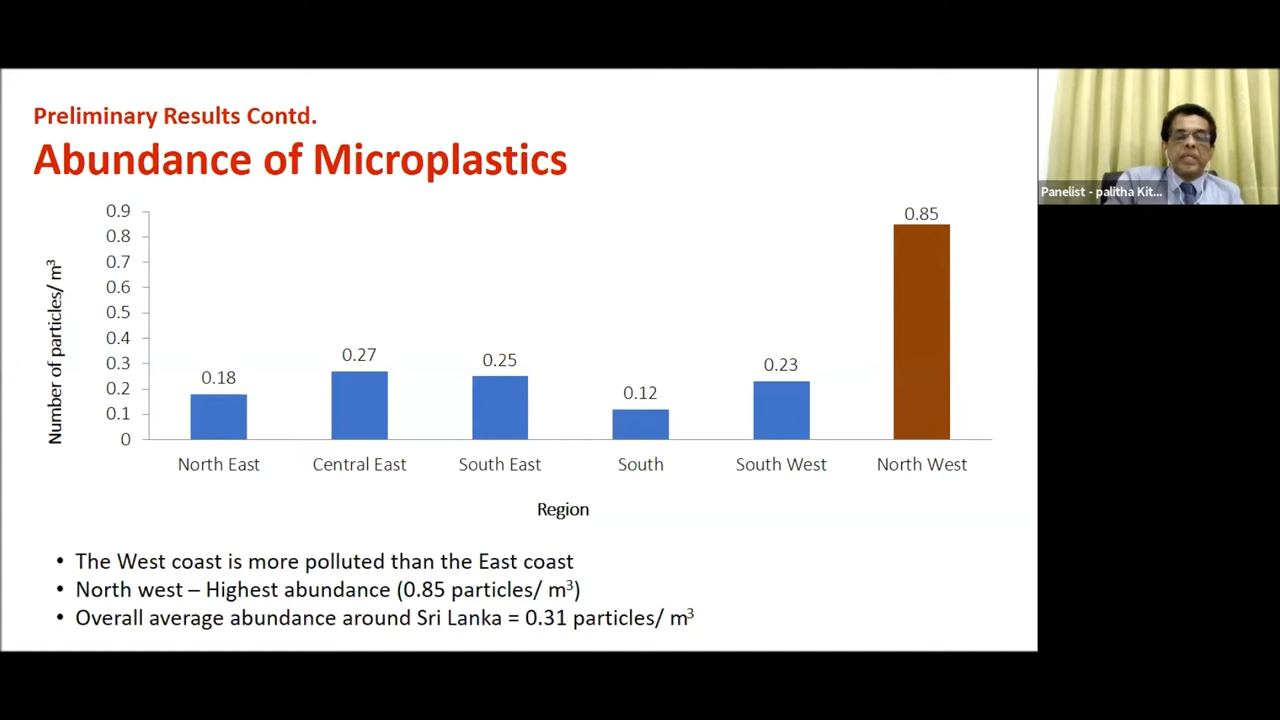 Preliminary Results Contd.
Abundance of Microplastics
Panelist - palitha Kit...
Number of particles/ m³
0.9
0.8
0.7
0.6
0.5
0.4
0.3
0.2
0.1
0
0.18
0.27
0.25
0.12
0.23
0.85
North East
Central East
South East
South
South West
North West
Region
• The West coast is more polluted than the East coast
• North west – Highest abundance (0.85 particles/ m³)
• Overall average abundance around Sri Lanka = 0.31 particles/ m³